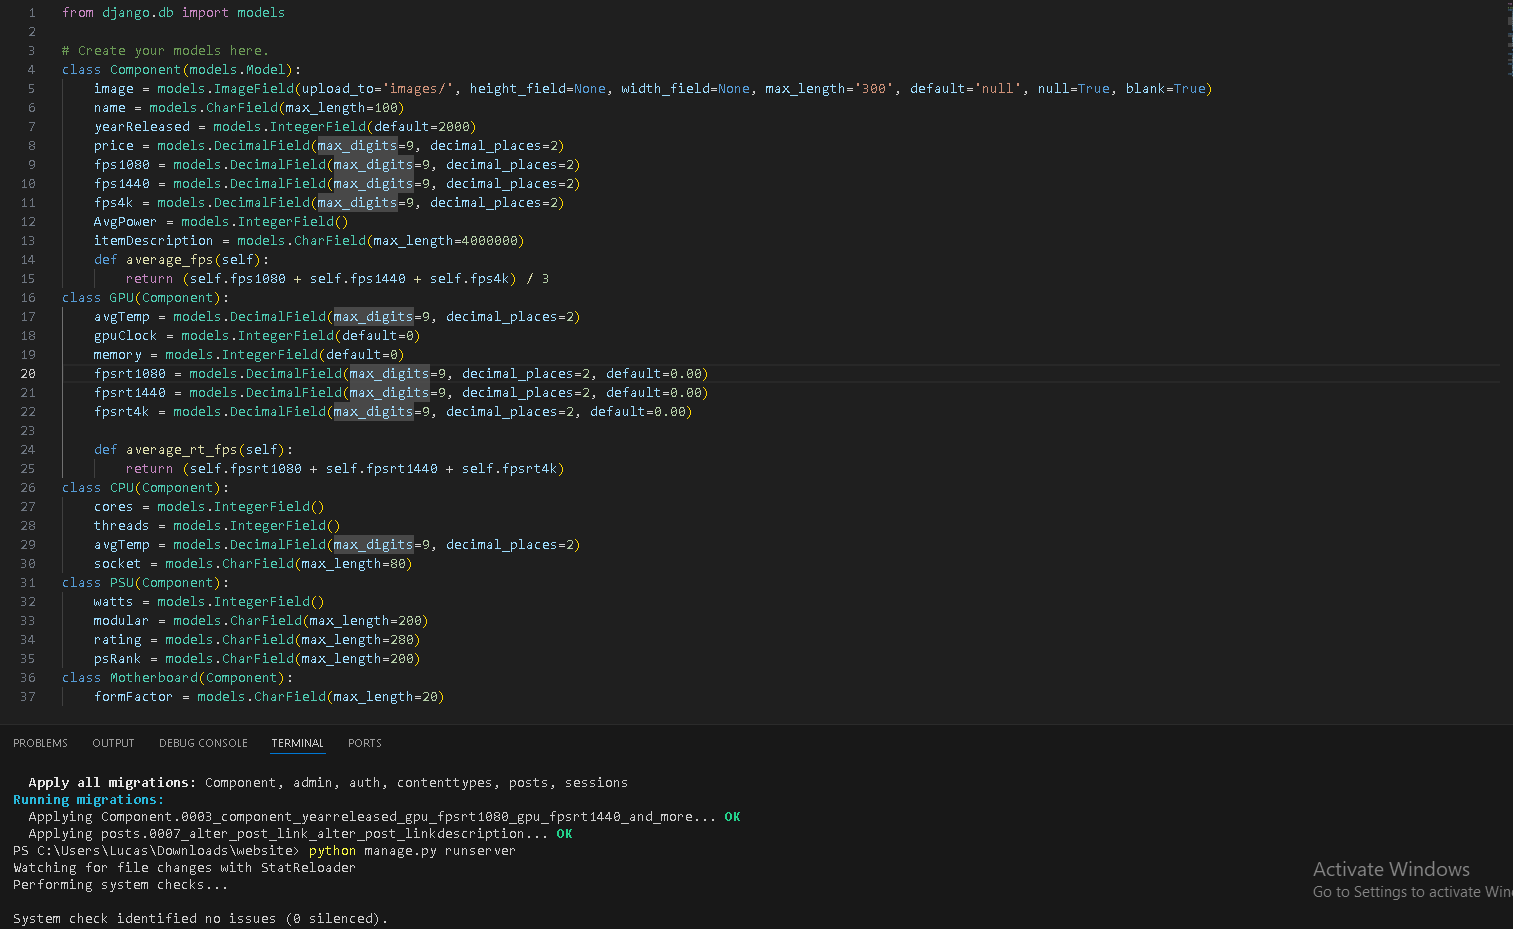 1 from django.db import models
2
3 # Create your models here.
4 class Component(models.Model):
5 image = models.ImageField(upload_to='images/', height_field=None, width_field=None, max_length='300', default='null', null=True, blank=True)
6 name = models.CharField(max_length=100)
7 yearReleased = models.IntegerField(default=2000)
8 price = models.DecimalField(max_digits=9, decimal_places=2)
9 fps1080 = models.DecimalField(max_digits=9, decimal_places=2)
10 fps1440 = models.DecimalField(max_digits=9, decimal_places=2)
11 fps4k = models.DecimalField(max_digits=9, decimal_places=2)
12 AvgPower = models.IntegerField()
13 itemDescription = models.CharField(max_length=4000000)
14 def average_fps(self):
15 return (self.fps1080 + self.fps1440 + self.fps4k) / 3
16 class GPU(Component):
17 avgTemp = models.DecimalField(max_digits=9, decimal_places=2)
18 gpuClock = models.IntegerField(default=0)
19 memory = models.IntegerField(default=0)
20 fpsrt1080 = models.DecimalField(max_digits=9, decimal_places=2, default=0.00)
21 fpsrt1440 = models.DecimalField(max_digits=9, decimal_places=2, default=0.00)
22 fpsrt4k = models.DecimalField(max_digits=9, decimal_places=2, default=0.00)
23
24 def average_rt_fps(self):
25 return (self.fpsrt1080 + self.fpsrt1440 + self.fpsrt4k)
26 class CPU(Component):
27 cores = models.IntegerField()
28 threads = models.IntegerField()
29 avgTemp = models.DecimalField(max_digits=9, decimal_places=2)
30 socket = models.CharField(max_length=80)
31 class PSU(Component):
32 watts = models.IntegerField()
33 modular = models.CharField(max_length=200)
34 rating = models.CharField(max_length=280)
35 psRank = models.CharField(max_length=200)
36 class Motherboard(Component):
37 formFactor = models.CharField(max_length=20)
PROBLEMS OUTPUT DEBUG CONSOLE TERMINAL PORTS
Apply all migrations: Component, admin, auth, contenttypes, posts, sessions
Running migrations:
Applying Component.0003_component_yearreleased_gpu_fpsrt1080_gpu_fpsrt1440_and_more... OK
Applying posts.0007_alter_post_link_alter_post_linkdescription... OK
PS C:\Users\Lucas\Downloads\website> python manage.py runserver
Watching for file changes with StatReloader
Performing system checks...
System check identified no issues (0 silenced).
Activate Windows
Go to Settings to activate Win